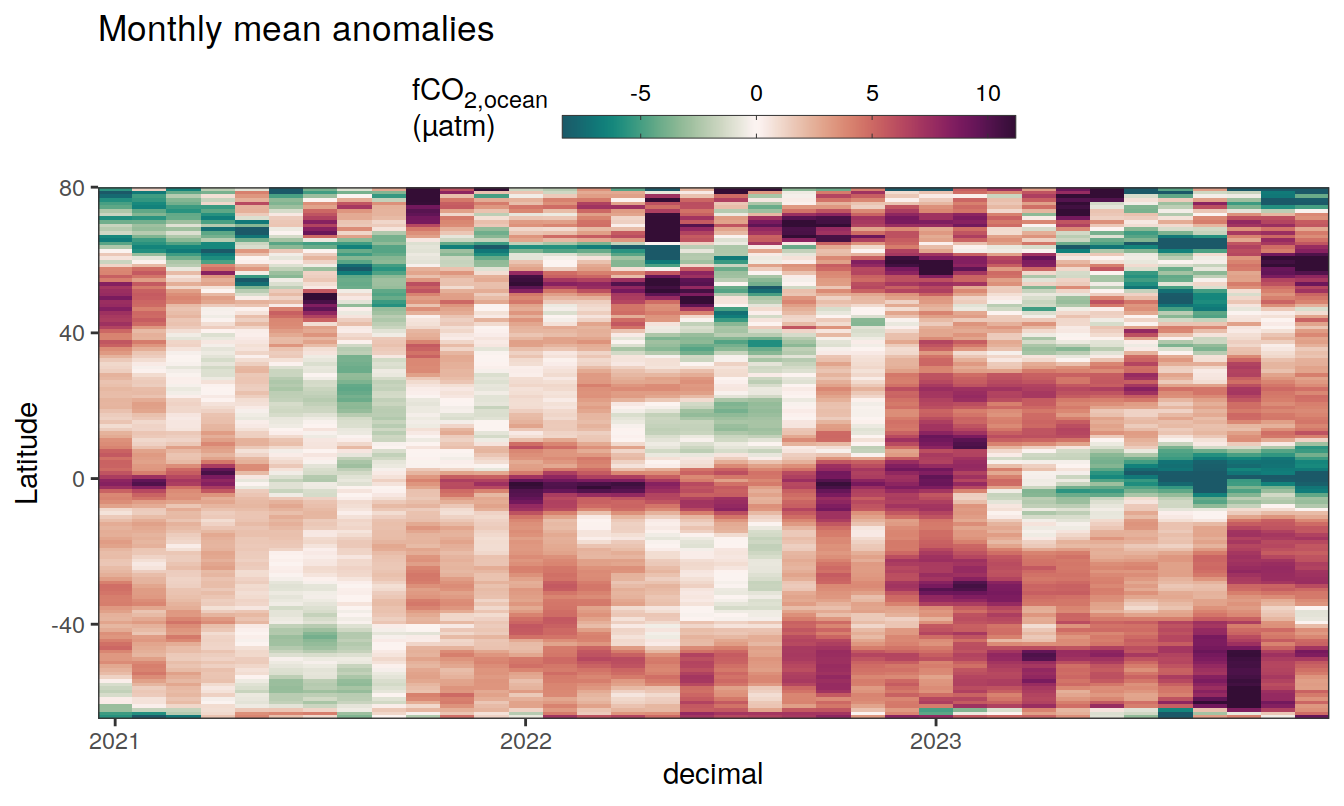 Monthly mean anomalies
fCO2,ocean
(µatm)
-5 0 5 10
80
40
0
-40
Latitude
2021 2022 2023
decimal